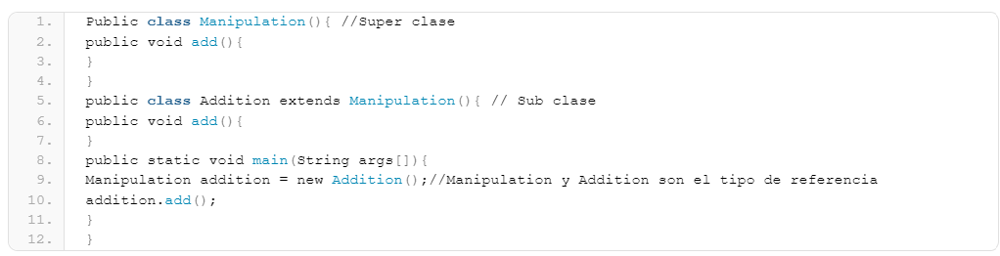 1. Public class Manipulation(){ //Super clase
2. public void add(){
3. }
4. }
5. public class Addition extends Manipulation(){ // Sub clase
6. public void add(){
7. }
8. public static void main(String args[]){
9. Manipulation addition = new Addition();//Manipulation y Addition son el tipo de referencia
10. addition.add();
11. }
12. }